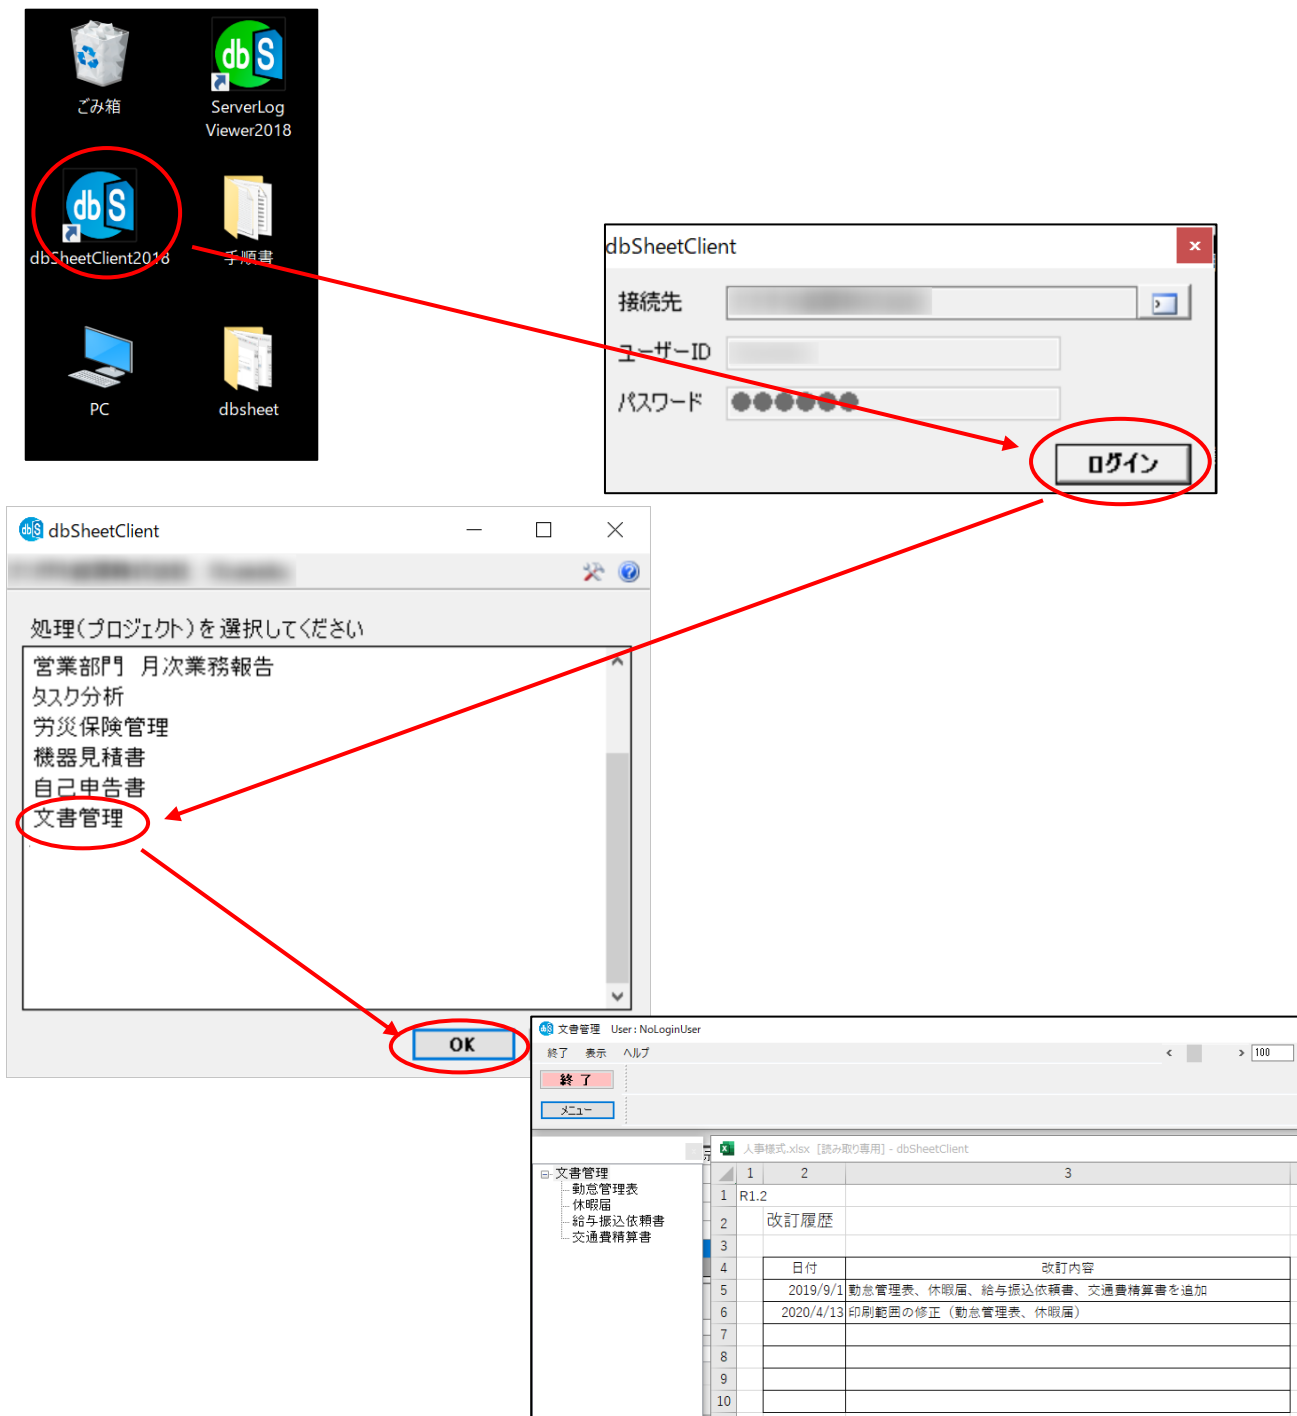 db S
ごみ箱
ServerLog
Viewer2018
db S
dbSheetClient2018
手順書
PC
dbsheet
dbSheetClient
接続先
ユーザーID
パスワード
ログイン
dbSheetClient
処理(プロジェクト)を選択してください
営業部門 月次業務報告
タスク分析
労災保険管理
機器見積書
自己申告書
文書管理
OK
文書管理 User : NoLoginUser
終了 表示 ヘルプ
100
終 了
メニュー
人事様式.xlsx [読み取り専用] - dbSheetClient
文書管理
勤怠管理表
休暇届
給与振込依頼書
交通費精算書
1 2 3
1 R1.2
2 改訂履歴
3
4 日付 改訂内容
5 2019/9/1 勤怠管理表、休暇届、給与振込依頼書、交通費精算書を追加
6 2020/4/13 印刷範囲の修正（勤怠管理表、休暇届）
7
8
9
10